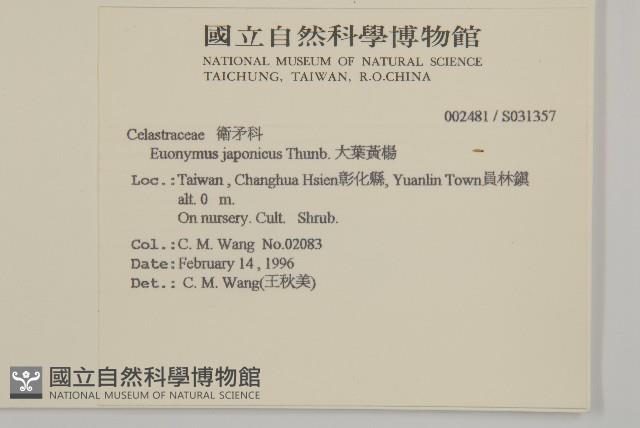 國立自然科學博物館
NATIONAL MUSEUM OF NATURAL SCIENCE
TAICHUNG, TAIWAN, R.O.CHINA
002481 / S031357
Celastraceae 衛矛科
Euonymus japonicus Thunb. 大葉黃楊
Loc.:Taiwan , Changhua Hsien彰化縣, Yuanlin Town員林鎮
alt. 0 m.
On nursery. Cult. Shrub.
Col.:C. M. Wang No.02083
Date:February 14 , 1996
Det.: C. M. Wang(王秋美)
國立自然科學博物館
NATIONAL MUSEUM OF NATURAL SCIENCE